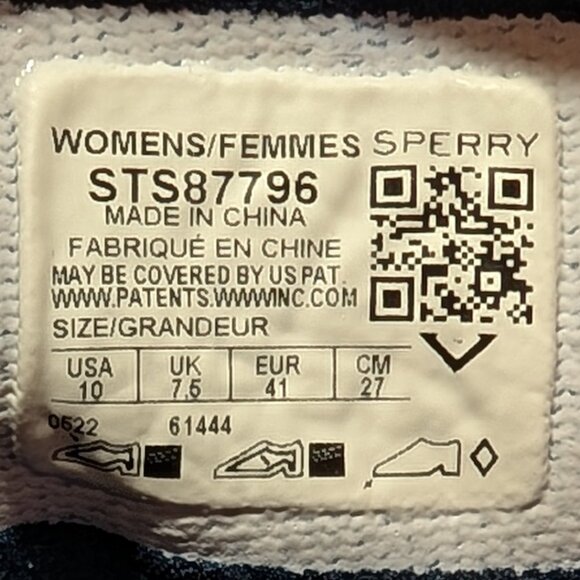 WOMENS/FEMMES SPERRY
STS87796
MADE IN CHINA
FABRIQUÉ EN CHINE
MAY BE COVERED BY US PAT.
WWW.PATENTS.WWWINC.COM
SIZE/GRANDEUR
USA UK EUR CM
10 7,5 41 27
0522 61444